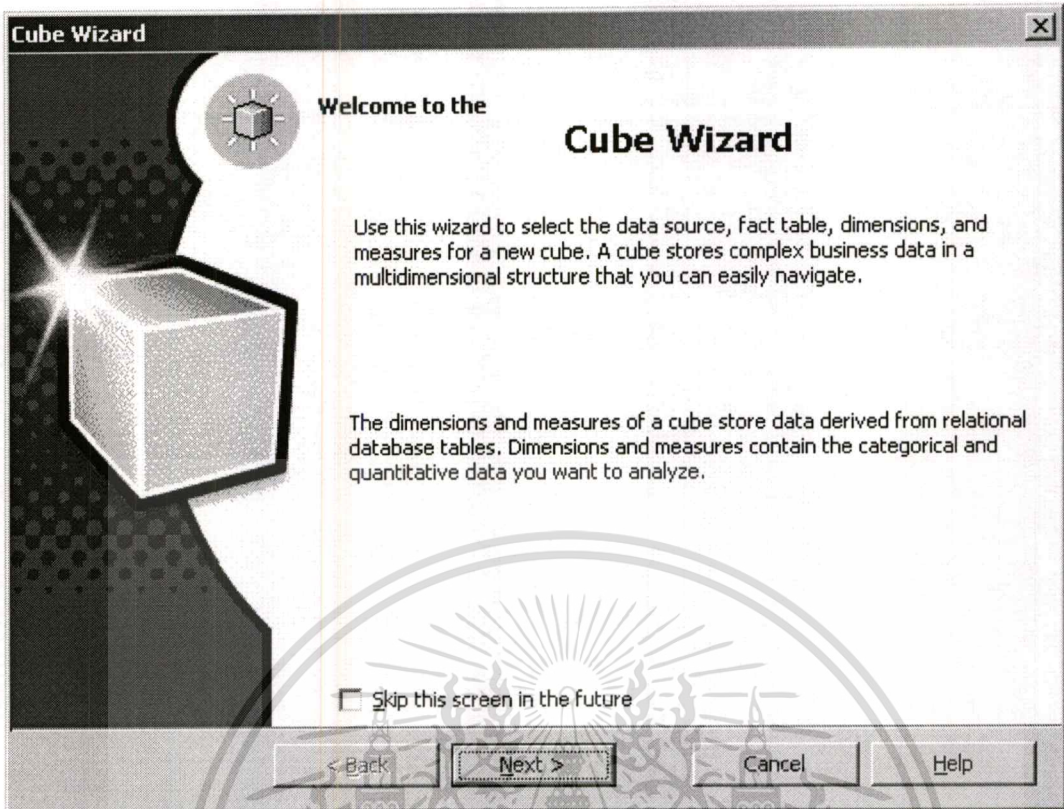 Cube Wizard
Welcome to the
Cube Wizard
Use this wizard to select the data source, fact table, dimensions, and
measures for a new cube. A cube stores complex business data in a
multidimensional structure that you can easily navigate.
The dimensions and measures of a cube store data derived from relational
database tables. Dimensions and measures contain the categorical and
quantitative data you want to analyze.
Skip this screen in the future
< Back
Next >
Cancel
Help